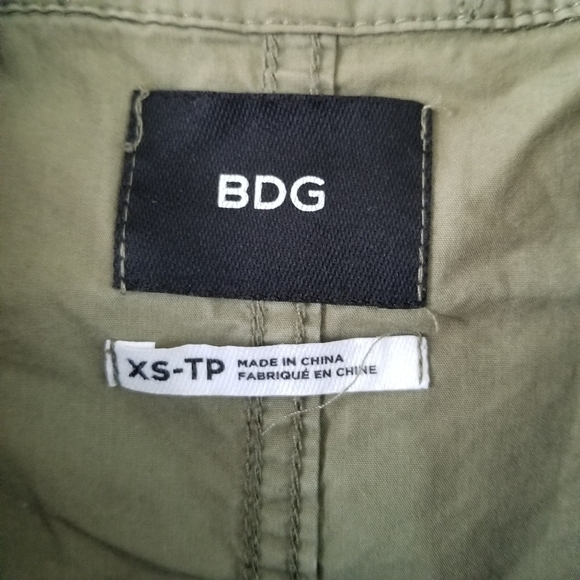 BDG
XS-TP
MADE IN CHINA
FABRIQUÉ EN CHINE